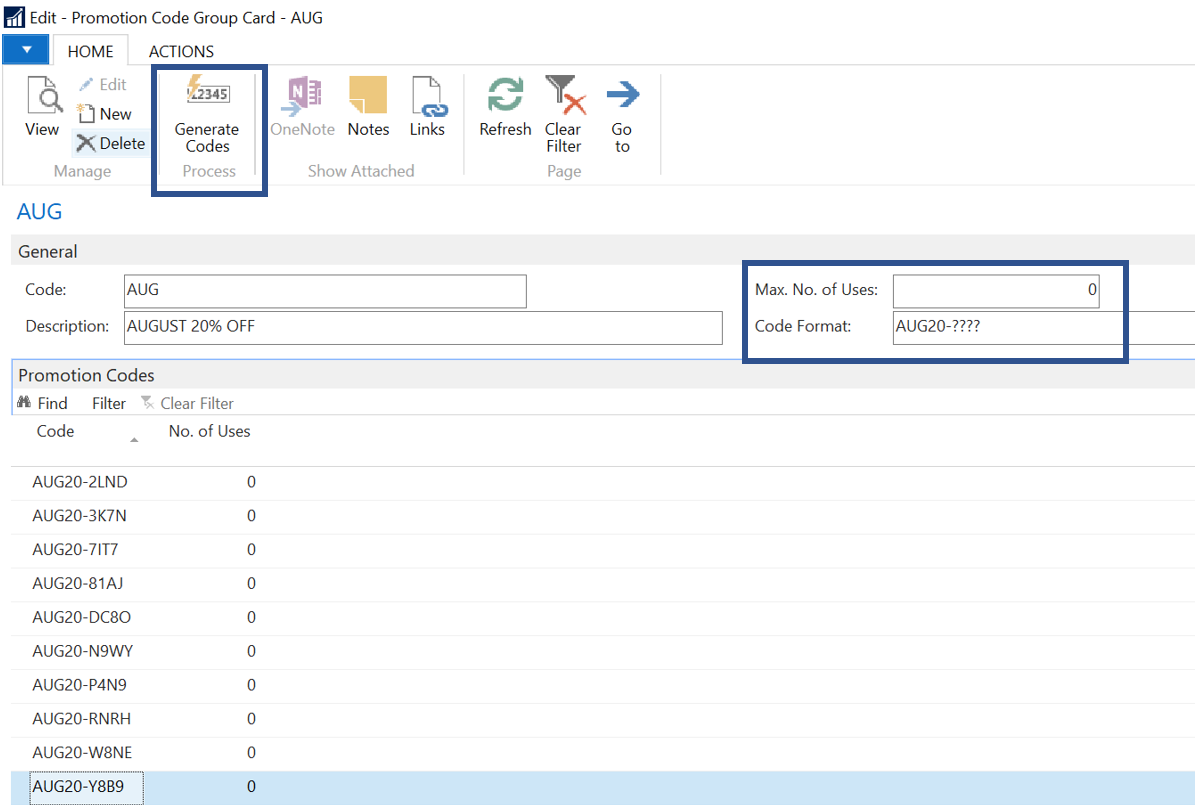 Edit - Promotion Code Group Card - AUG
HOME ACTIONS
View
Edit
New
Delete
Manage
12345
Generate
Codes
Process
OneNote
Notes
Links
Show Attached
Refresh
Clear
Filter
Go
to
Page
AUG
General
Code: AUG
Max. No. of Uses: 0
Description: AUGUST 20% OFF
Code Format: AUG20-????
Promotion Codes
Find Filter Clear Filter
Code No. of Uses
AUG20-2LND 0
AUG20-3K7N 0
AUG20-7IT7 0
AUG20-81AJ 0
AUG20-DC8O 0
AUG20-N9WY 0
AUG20-P4N9 0
AUG20-RNRH 0
AUG20-W8NE 0
AUG20-Y8B9 0